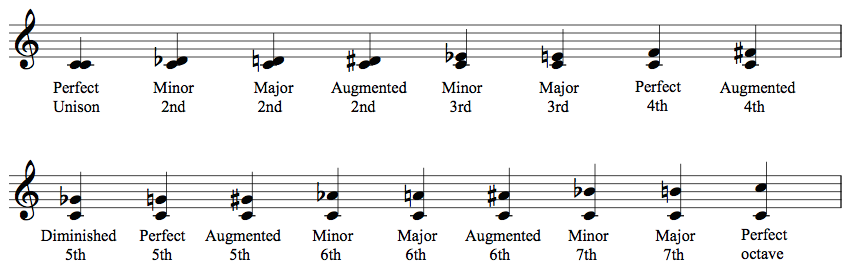 Perfect Minor Major Augmented Minor Major Perfect Augmented
Unison 2nd 2nd 2nd 3rd 3rd 4th 4th
Diminished Perfect Augmented Minor Major Augmented Minor Major Perfect
5th 5th 5th 6th 6th 6th 7th 7th octave